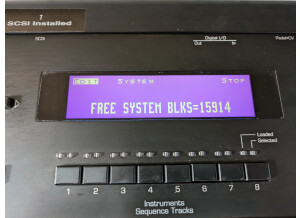 7
SCSI Installed
SCSI
Digital I/O
Out In
Pedal•CV
EDIT SYSTEM STOP
FREE SYSTEM BLKS=15914
Loaded
Selected
1 2 3 4 5 6 7 8
Instruments
Sequence Tracks